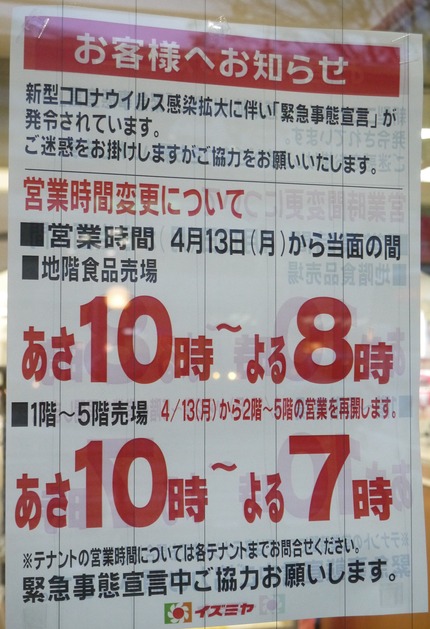 お客様へお知らせ
新型コロナウイルス感染拡大に伴い「緊急事態宣言」が
発令されています。
ご迷惑をお掛けしますがご協力をお願いいたします。
営業時間変更について
■営業時間 4月13日(月)から当面の間
■地階食品売場
あさ10時～よる8時
■1階～5階売場 4/13(月)から2階~5階の営業を再開します。
あさ10時～よる7時
※テナントの営業時間については各テナントまでお問合せください。
緊急事態宣言中ご協力お願いします。
イズミヤ